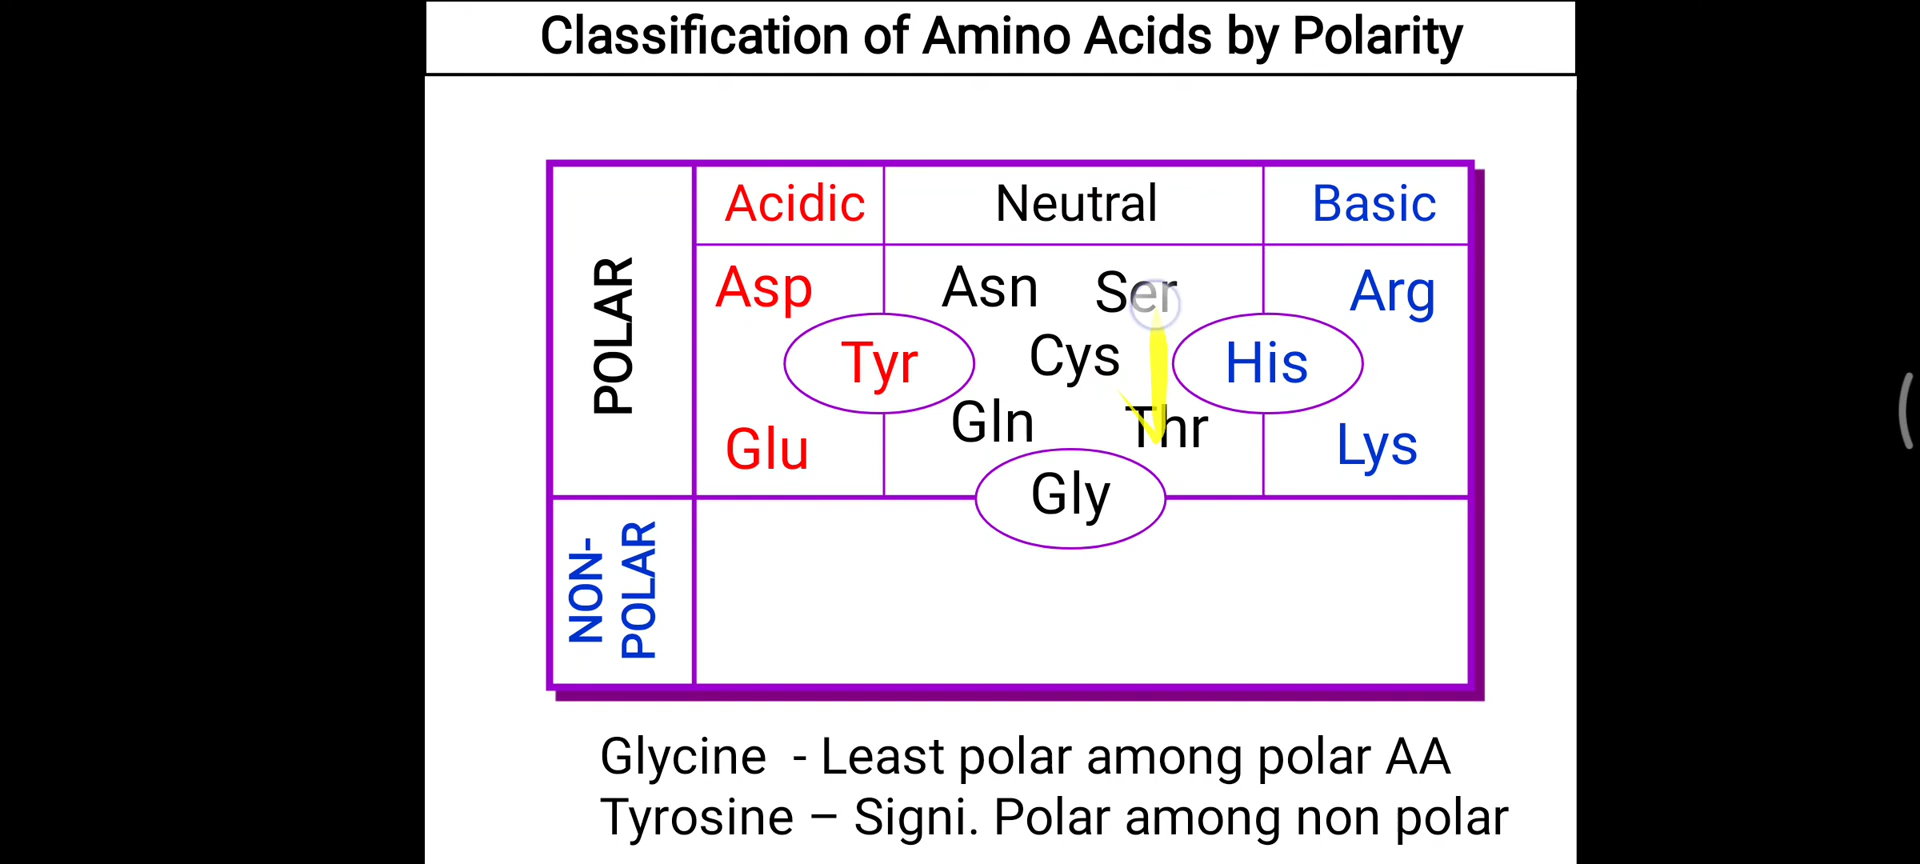 Classification of Amino Acids by Polarity
POLAR
Acidic Neutral Basic
Asp Asn Ser Arg
Tyr Cys His
Glu Gln Thr Lys
Gly
NON-
POLAR
Glycine - Least polar among polar AA
Tyrosine – Signi. Polar among non polar